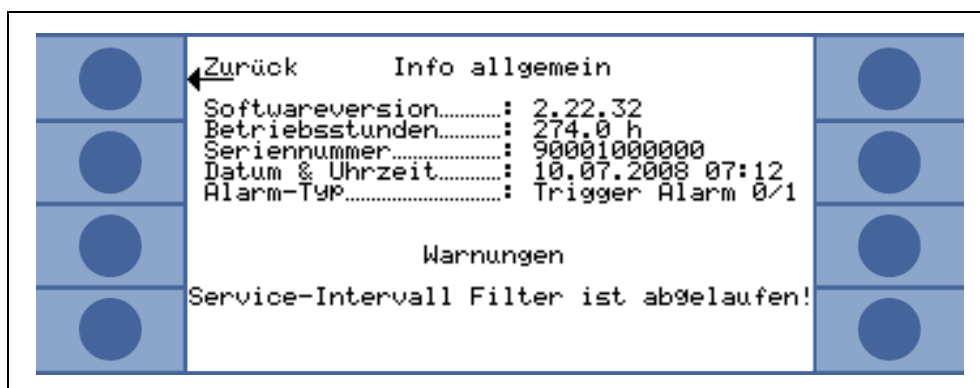 Zurück Info allgemein
Softwareversion..........: 2.22.32
Betriebsstunden..........: 274.0 h
Seriennummer.............: 90001000000
Datum & Uhrzeit..........: 10.07.2008 07:12
Alarm-Typ................: Trigger Alarm 0/1
Warnungen
Service-Intervall Filter ist abgelaufen!